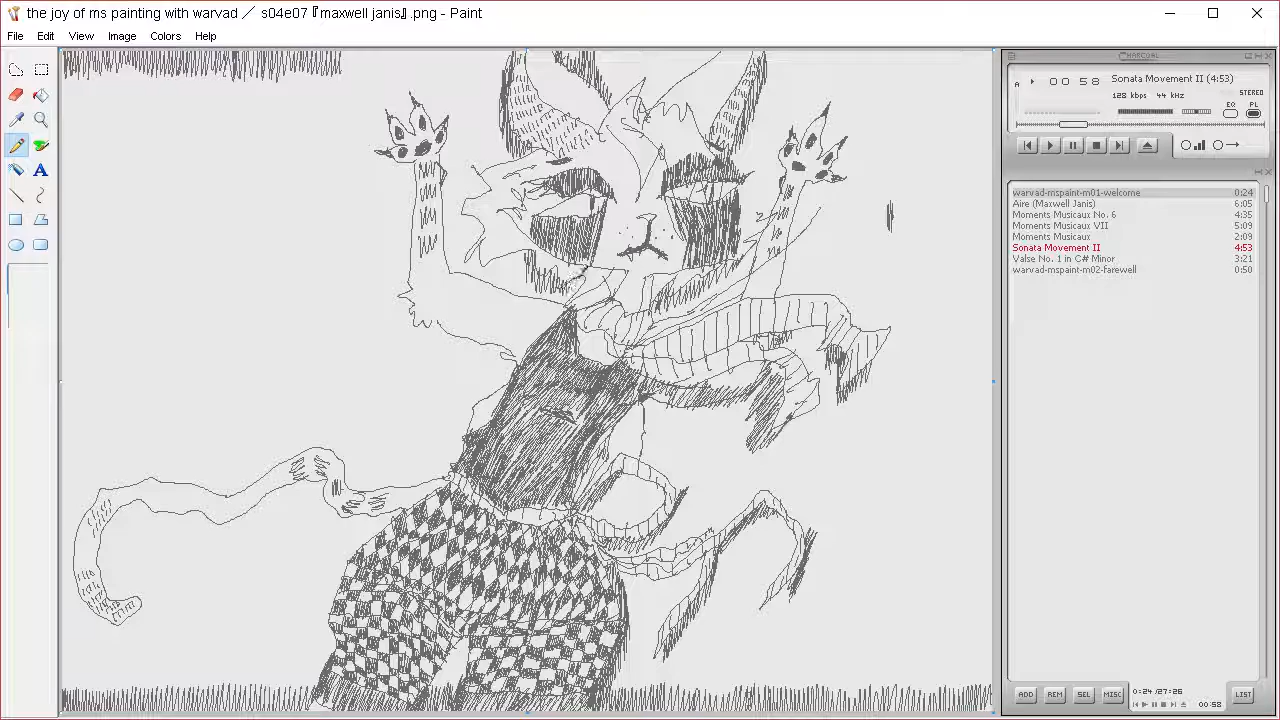 the joy of ms painting with warvad ／ s04e07『maxwell janis』.png - Paint
File Edit View Image Colors Help
CHARCOAL
A 00 58 Sonata Movement II (4:53)
128 kbps 44 kHz STEREO
EQ PL
warvad-mspaint-m01-welcome 0:24
Aire (Maxwell Janis) 6:05
Moments Musicaux No. 6 4:35
Moments Musicaux VII 5:09
Moments Musicaux 2:09
Sonata Movement II 4:53
Valse No. 1 in C# Minor 3:21
warvad-mspaint-m02-farewell 0:50
ADD REM SEL MISC 0:24/27:26 LIST
00:58